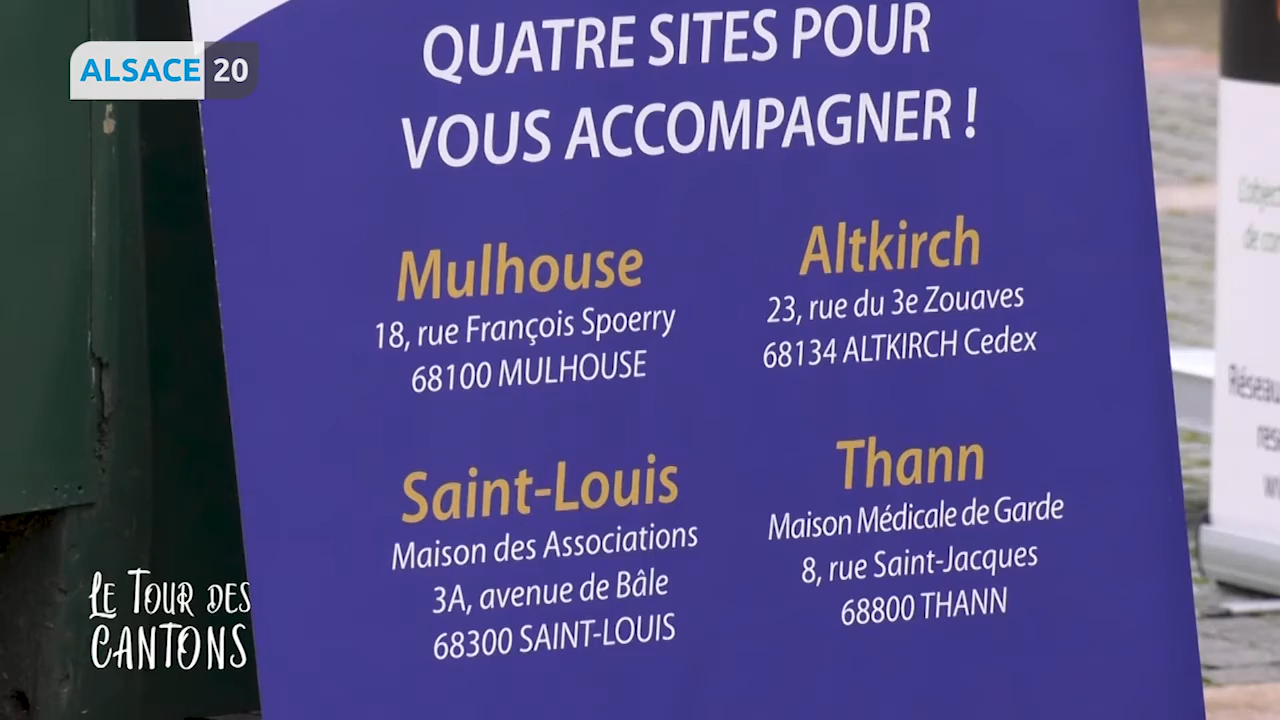 ALSACE 20
QUATRE SITES POUR
VOUS ACCOMPAGNER !
Mulhouse
18, rue François Spoerry
68100 MULHOUSE
Altkirch
23, rue du 3e Zouaves
68134 ALTKIRCH Cedex
Saint-Louis
Maison des Associations
3A, avenue de Bâle
68300 SAINT-LOUIS
Thann
Maison Médicale de Garde
8, rue Saint-Jacques
68800 THANN
LE TOUR DES
CANTONS